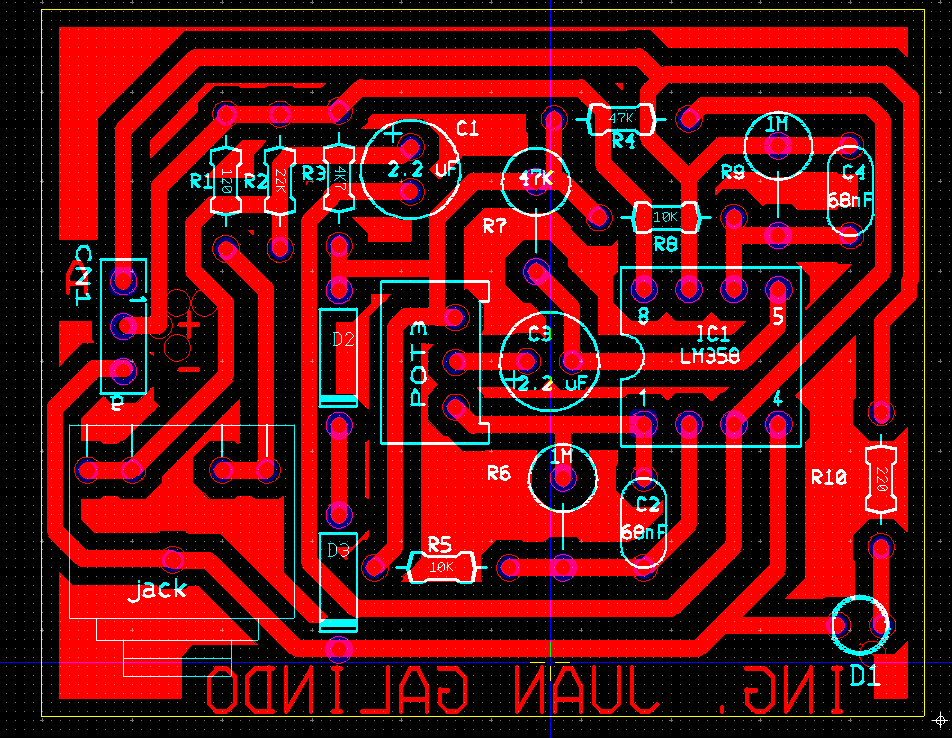 C1
1M
47K
R4
R1 120 R2 22K R3 4K7
2.2 uF
47K
R9
C4
68nF
R7
10K
R8
CN1
1
+
A
D2
POT3
C3
2.2 uF
8
5
IC1
LM358
1
4
a
-
1M
R6
C2
68nF
R10 220
D3
R5
10K
jack
D1
ING. JUAN GALINDO